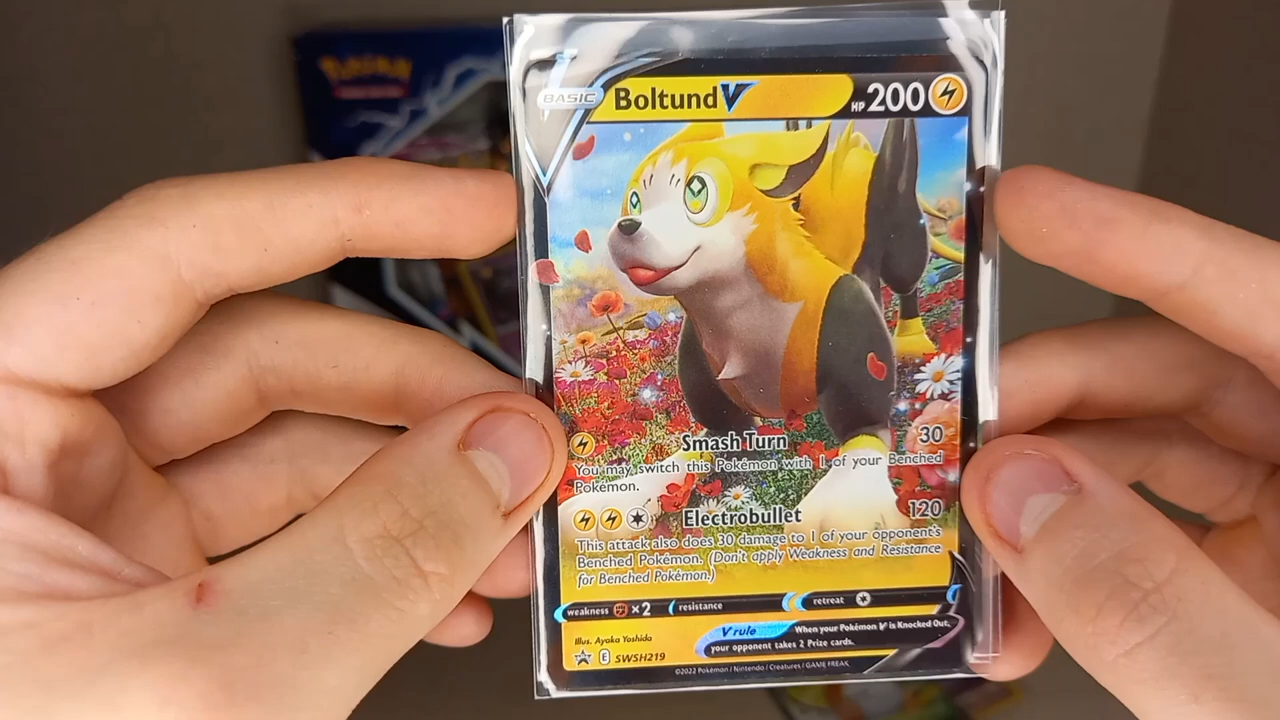 Pokémon
BASIC Boltund V HP 200
Smash Turn 30
You may switch this Pokémon with 1 of your Benched
Pokémon.
Electrobullet 120
This attack also does 30 damage to 1 of your opponent's
Benched Pokémon. (Don't apply Weakness and Resistance
for Benched Pokémon.)
weakness ×2 resistance retreat
V rule When your Pokémon V is Knocked Out,
your opponent takes 2 Prize cards.
Illus. Ayaka Yoshida
E SWSH219
©2022 Pokémon / Nintendo / Creatures / GAME FREAK